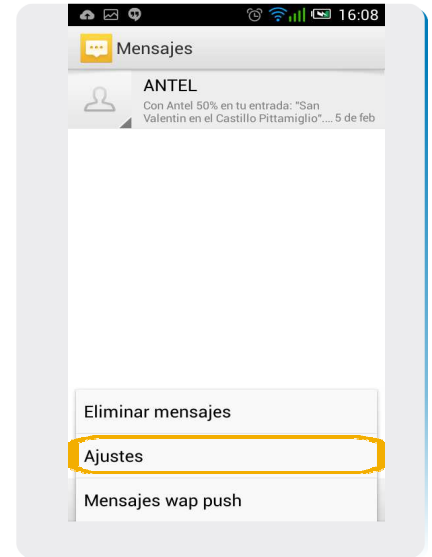 16:08
Mensajes
ANTEL
Con Antel 50% en tu entrada: "San
Valentin en el Castillo Pittamiglio".... 5 de feb
Eliminar mensajes
Ajustes
Mensajes wap push